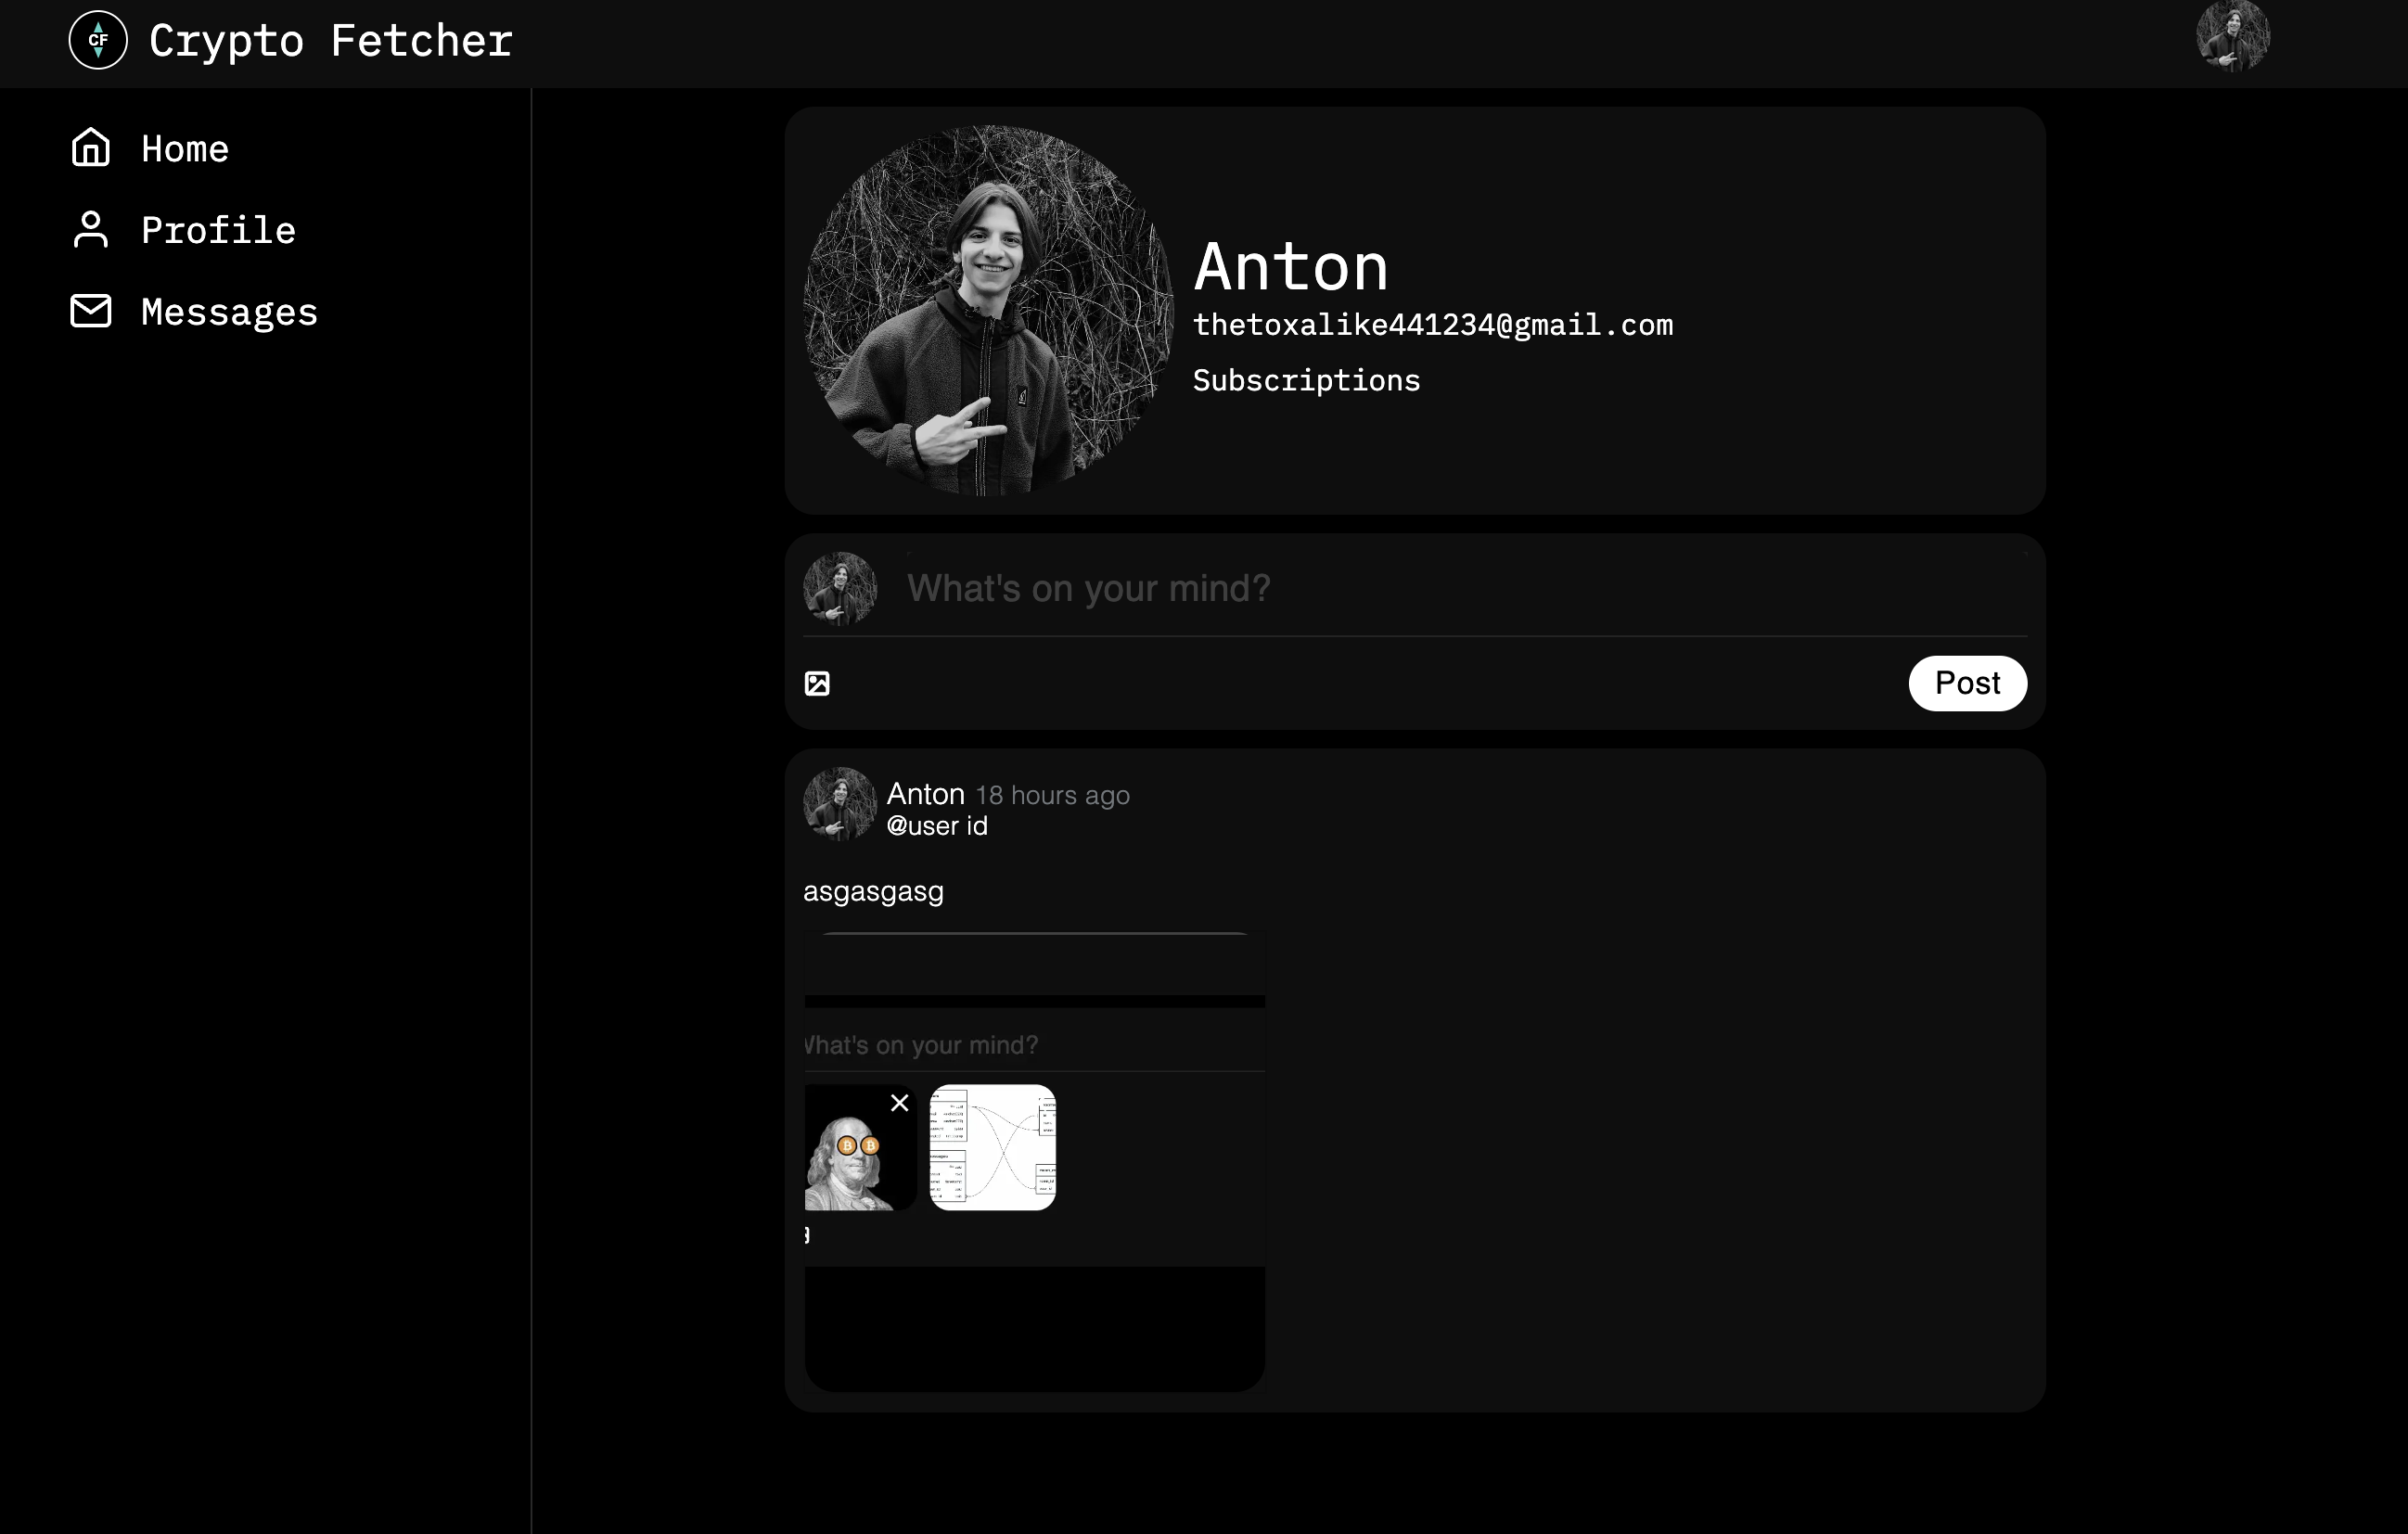 CF Crypto Fetcher
Home
Profile
Messages
Anton
thetoxalike441234@gmail.com
Subscriptions
What's on your mind?
Post
Anton 18 hours ago
@user id
asgasgasg
What's on your mind?